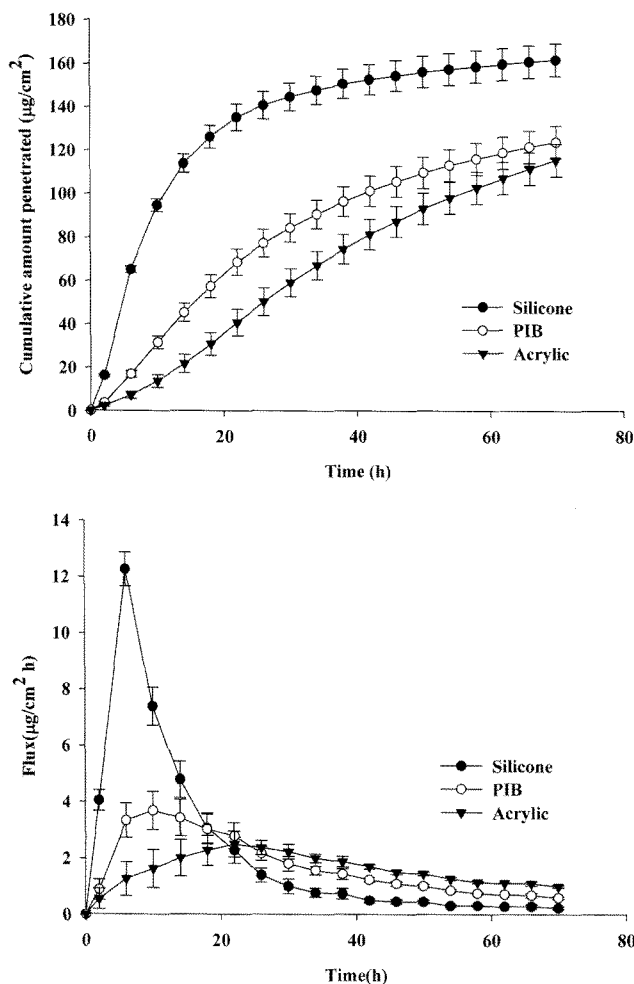 180
160
140
120
100
80
60
40
20
0
Cumulative amount penetrated (µg/cm²)
Silicone
PIB
Acrylic
0 20 40 60 80
Time (h)
14
12
10
8
6
4
2
0
Flux(µg/cm² h)
Silicone
PIB
Acrylic
0 20 40 60 80
Time(h)